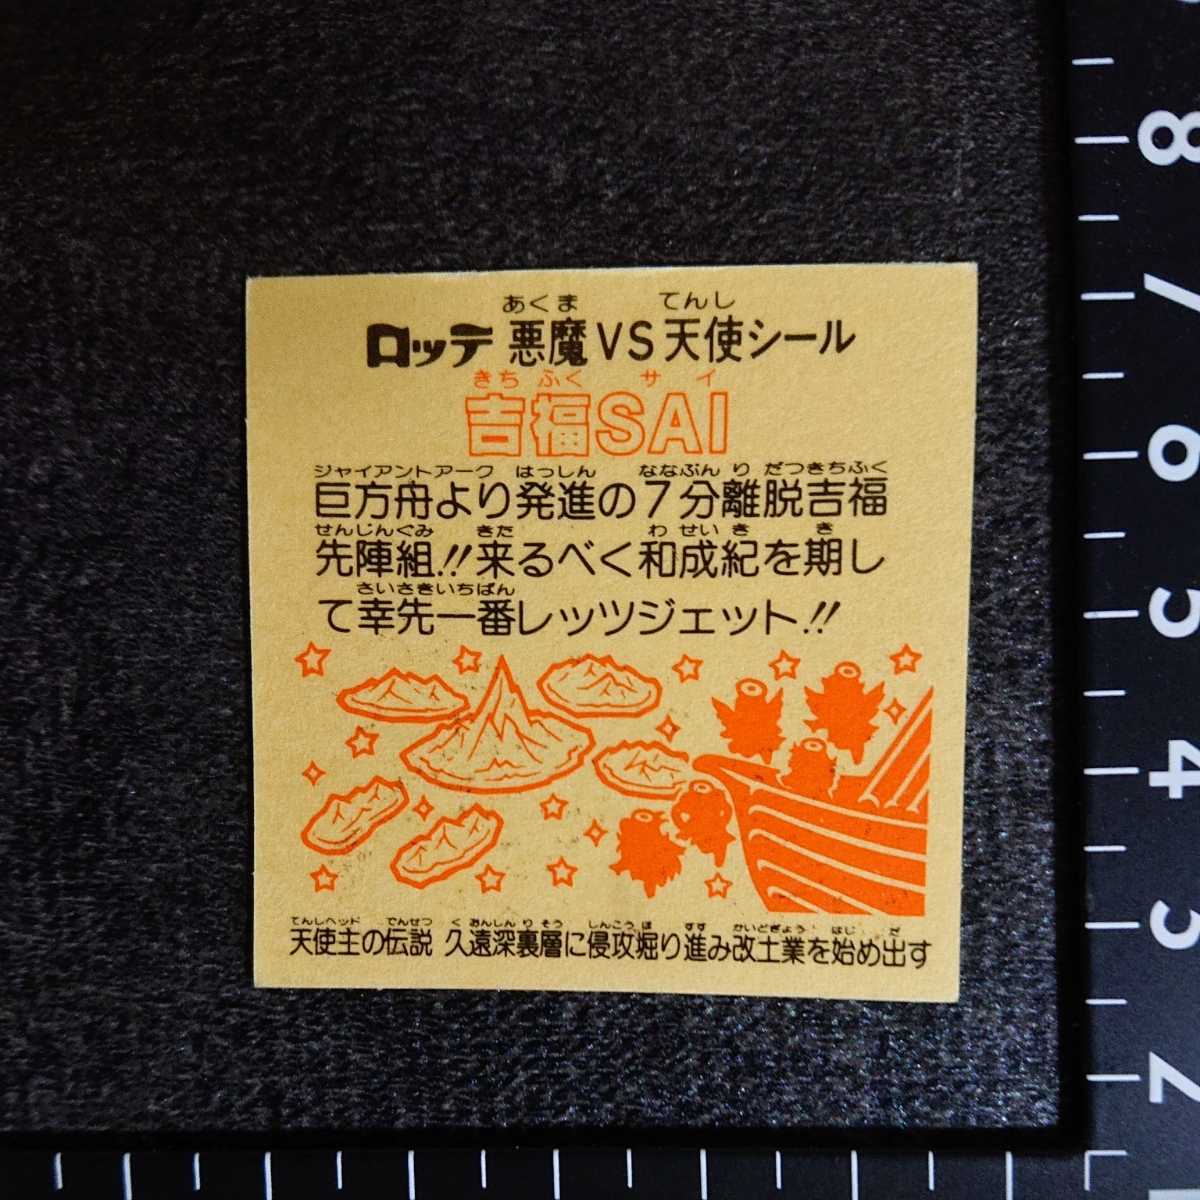 あくま てんし
ロッテ 悪魔VS天使シール
きち ふく サ イ
吉福SAI
ジャイアントアーク はっしん ななふん り だつきちふく
巨方舟より発進の7分離脱吉福
せんじんぐみ きた わ せい き き
先陣組!!来るべく和成紀を期し
さいさきいちばん
て幸先一番レッツジェット!!
てんしヘッド でんせつ く おんしんりそう しんこうほ すす かいどぎょう はじ だ
天使主の伝説 久遠深裏層に侵攻堀り進み改土業を始め出す
8
7
6
5
4
3
2